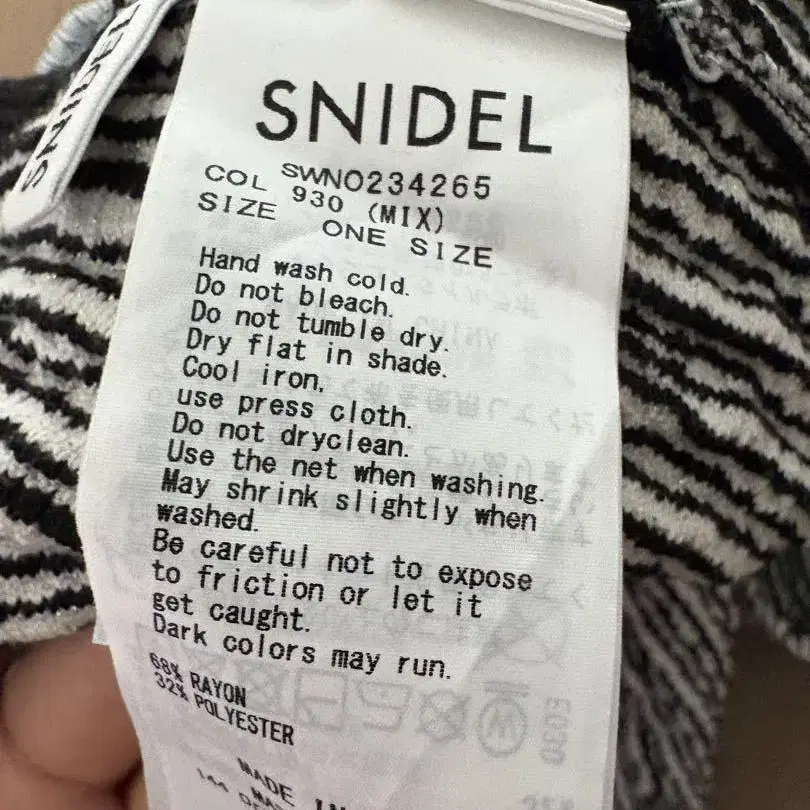 SNIDEL
SNIDEL
SWNO234265
COL 930 (MIX)
SIZE ONE SIZE
Hand wash cold.
Do not bleach.
Do not tumble dry.
Dry flat in shade.
Cool iron,
use press cloth.
Do not dryclean.
Use the net when washing.
May shrink slightly when
washed.
Be careful not to expose
to friction or let it
get caught.
Dark colors may run.
68% RAYON
32% POLYESTER
MADE IN